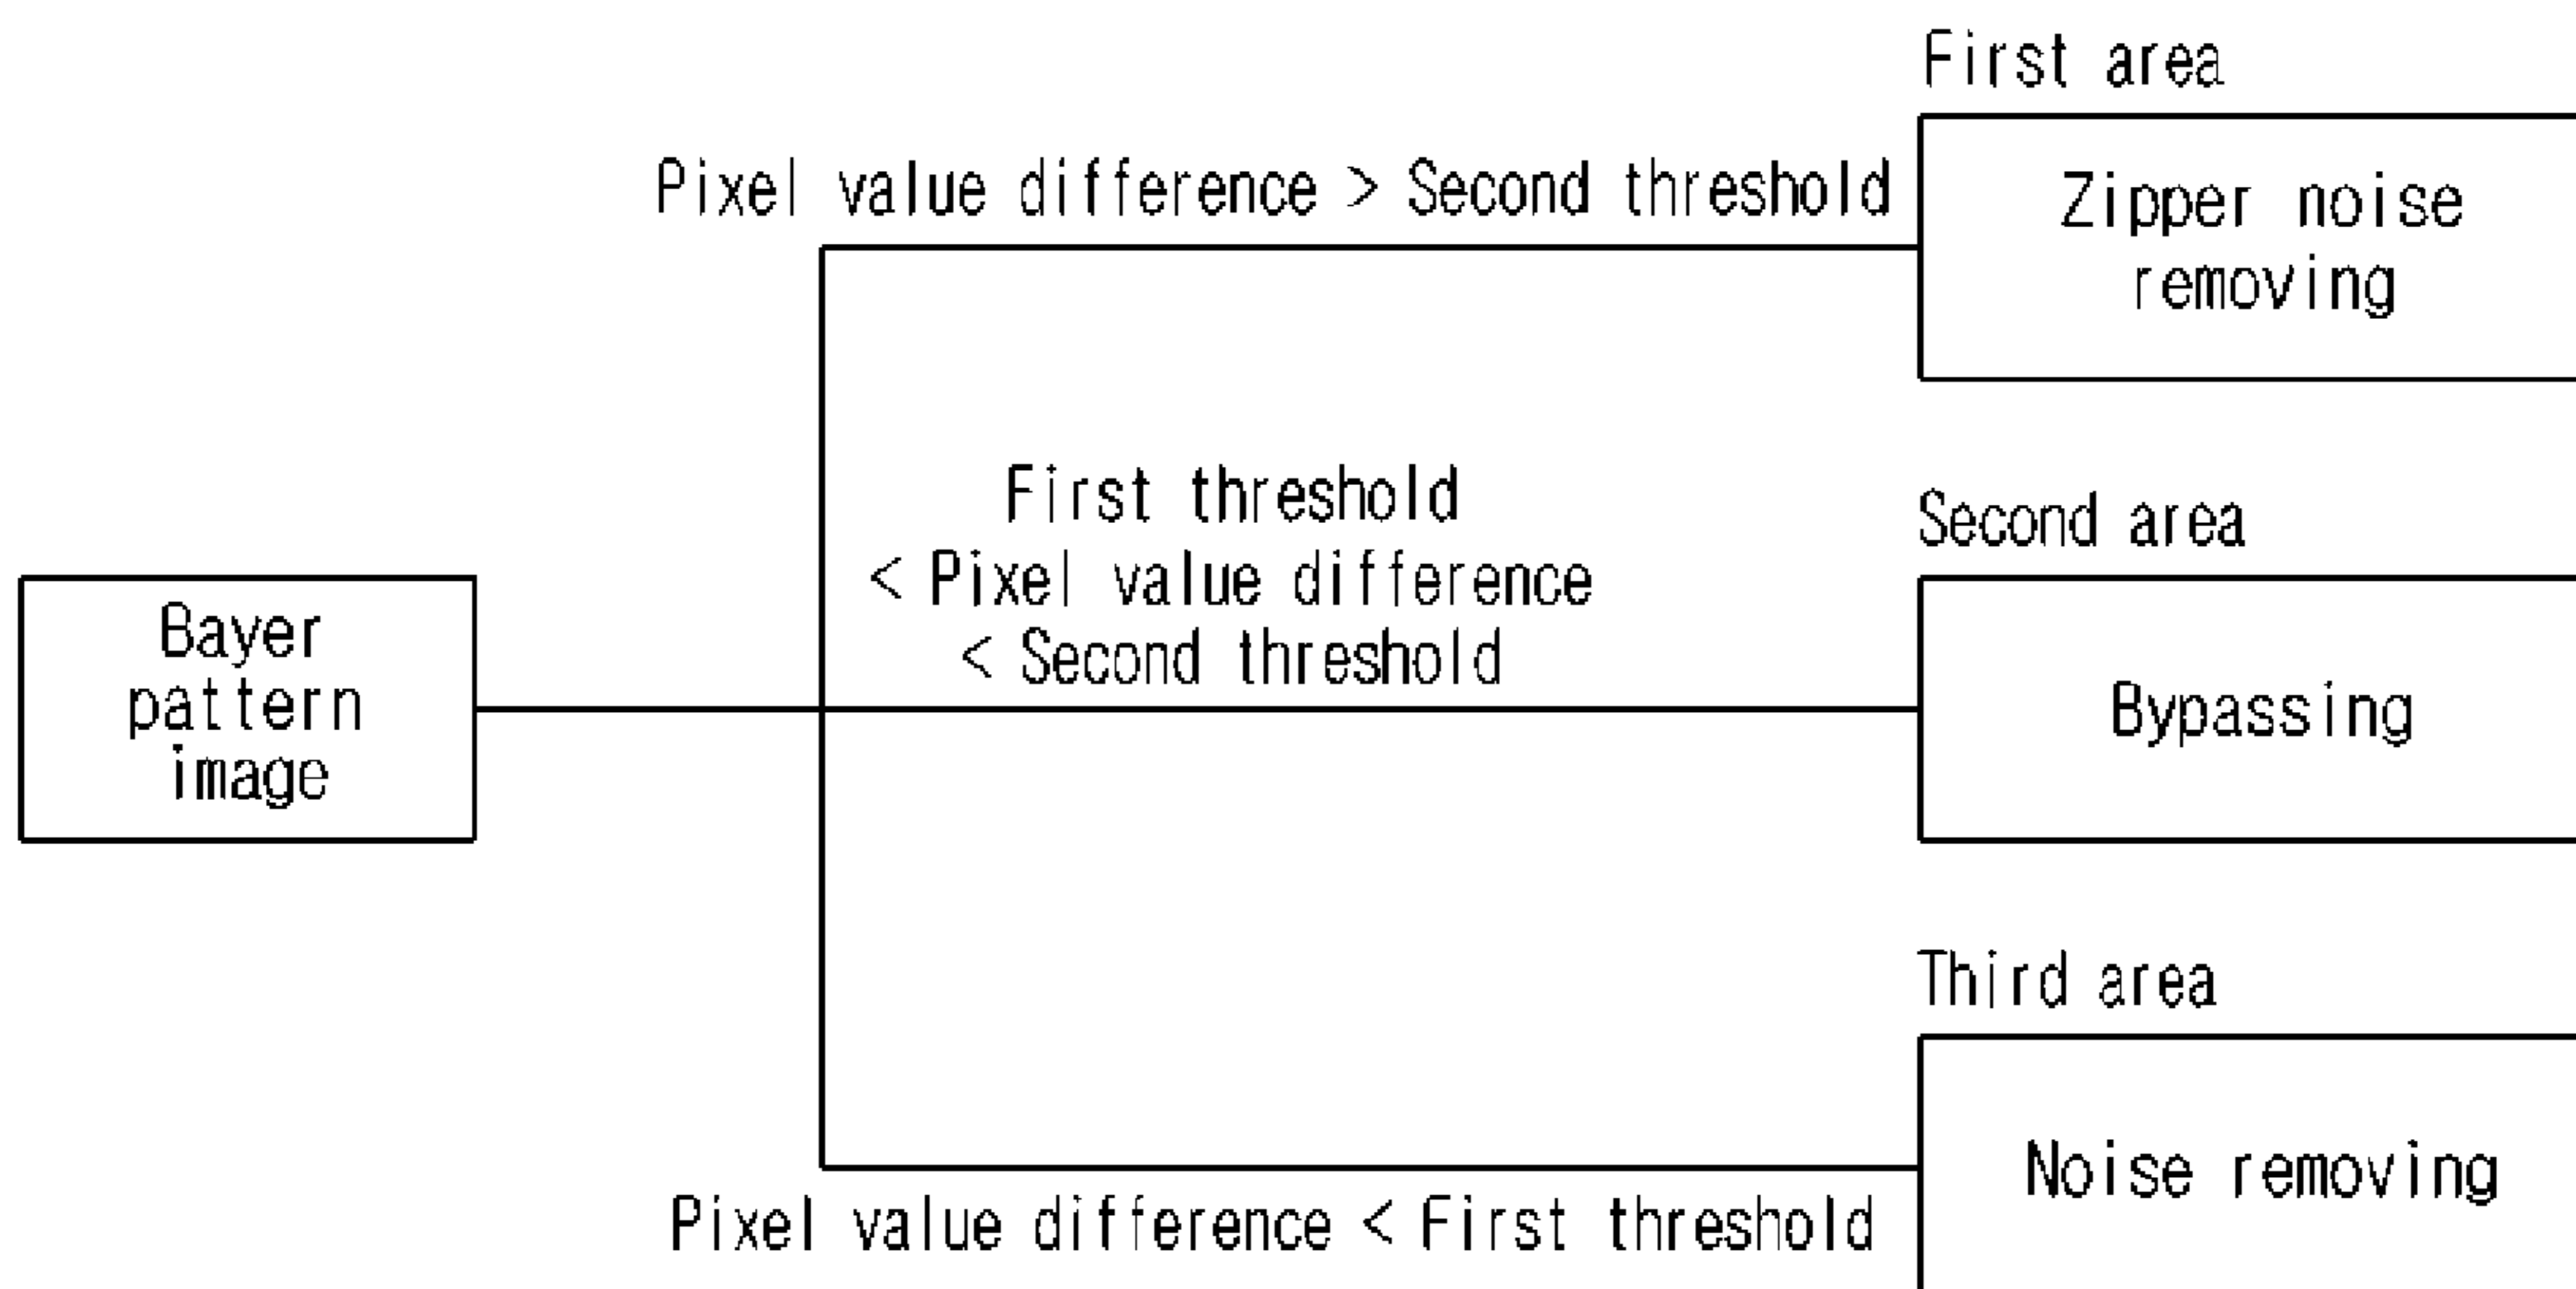 First area
Pixel value difference > Second threshold
Zipper noise
removing
First threshold
< Pixel value difference
< Second threshold
Second area
Bayer
pattern
image
Bypassing
Third area
Noise removing
Pixel value difference < First threshold